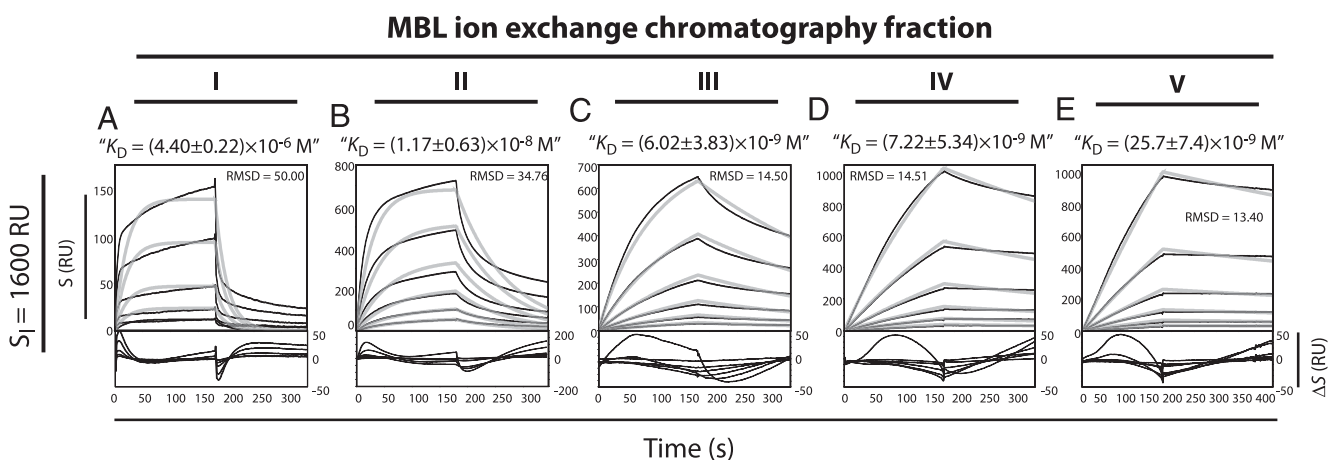 MBL ion exchange chromatography fraction
I II III IV V
A B C D E
“KD = (4.40±0.22)×10-6 M” “KD = (1.17±0.63)×10-8 M” “KD = (6.02±3.83)×10-9 M” “KD = (7.22±5.34)×10-9 M” “KD = (25.7±7.4)×10-9 M”
SI = 1600 RU
S (RU)
150
100
50
0
RMSD = 50.00
50
0
-50
0 50 100 150 200 250 300
800
600
400
200
0
RMSD = 34.76
200
0
-200
0 50 100 150 200 250 300
700
600
500
400
300
200
100
0
RMSD = 14.50
50
0
-50
0 50 100 150 200 250 300
1000
800
600
400
200
0
RMSD = 14.51
50
0
-50
0 50 100 150 200 250 300
1000
800
600
400
200
0
RMSD = 13.40
50
0
-50
0 50 100 150 200 250 300 350 400
ΔS (RU)
Time (s)